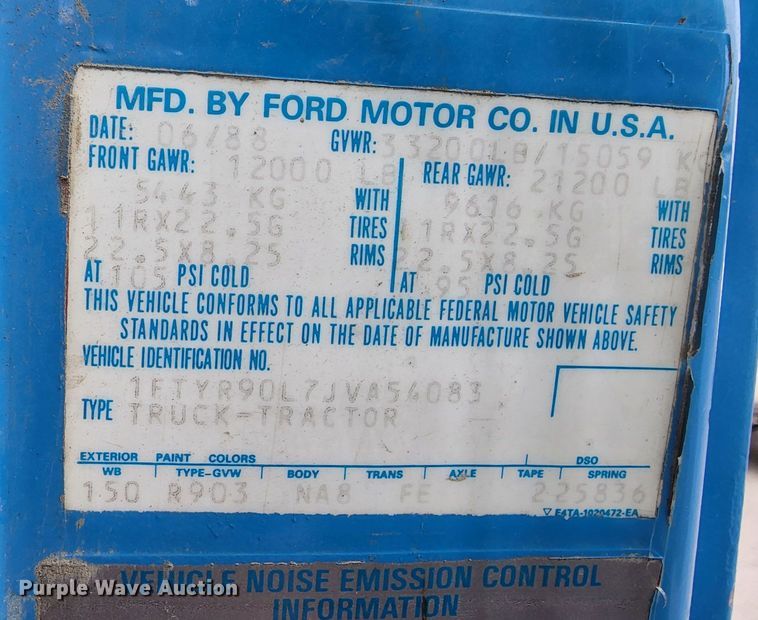 MFD. BY FORD MOTOR CO. IN U.S.A.
DATE: 06/88 GVWR: 33200LB/15059 KG
FRONT GAWR: 12000 LB REAR GAWR: 21200 LB
5443 KG WITH 9616 KG WITH
11RX22.5G TIRES 11RX22.5G TIRES
22.5X8.25 RIMS 22.5X8.25 RIMS
AT 105 PSI COLD AT 95 PSI COLD
THIS VEHICLE CONFORMS TO ALL APPLICABLE FEDERAL MOTOR VEHICLE SAFETY
STANDARDS IN EFFECT ON THE DATE OF MANUFACTURE SHOWN ABOVE.
VEHICLE IDENTIFICATION NO.
1FTYR90L7JVA54083
TYPE TRUCK-TRACTOR
EXTERIOR PAINT COLORS DSO
WB TYPE-GVW BODY TRANS AXLE TAPE SPRING
150 R903 NA8 FE 225836
▽ E4TA-1020472-EA
VEHICLE NOISE EMISSION CONTROL
INFORMATION
Purple Wave Auction